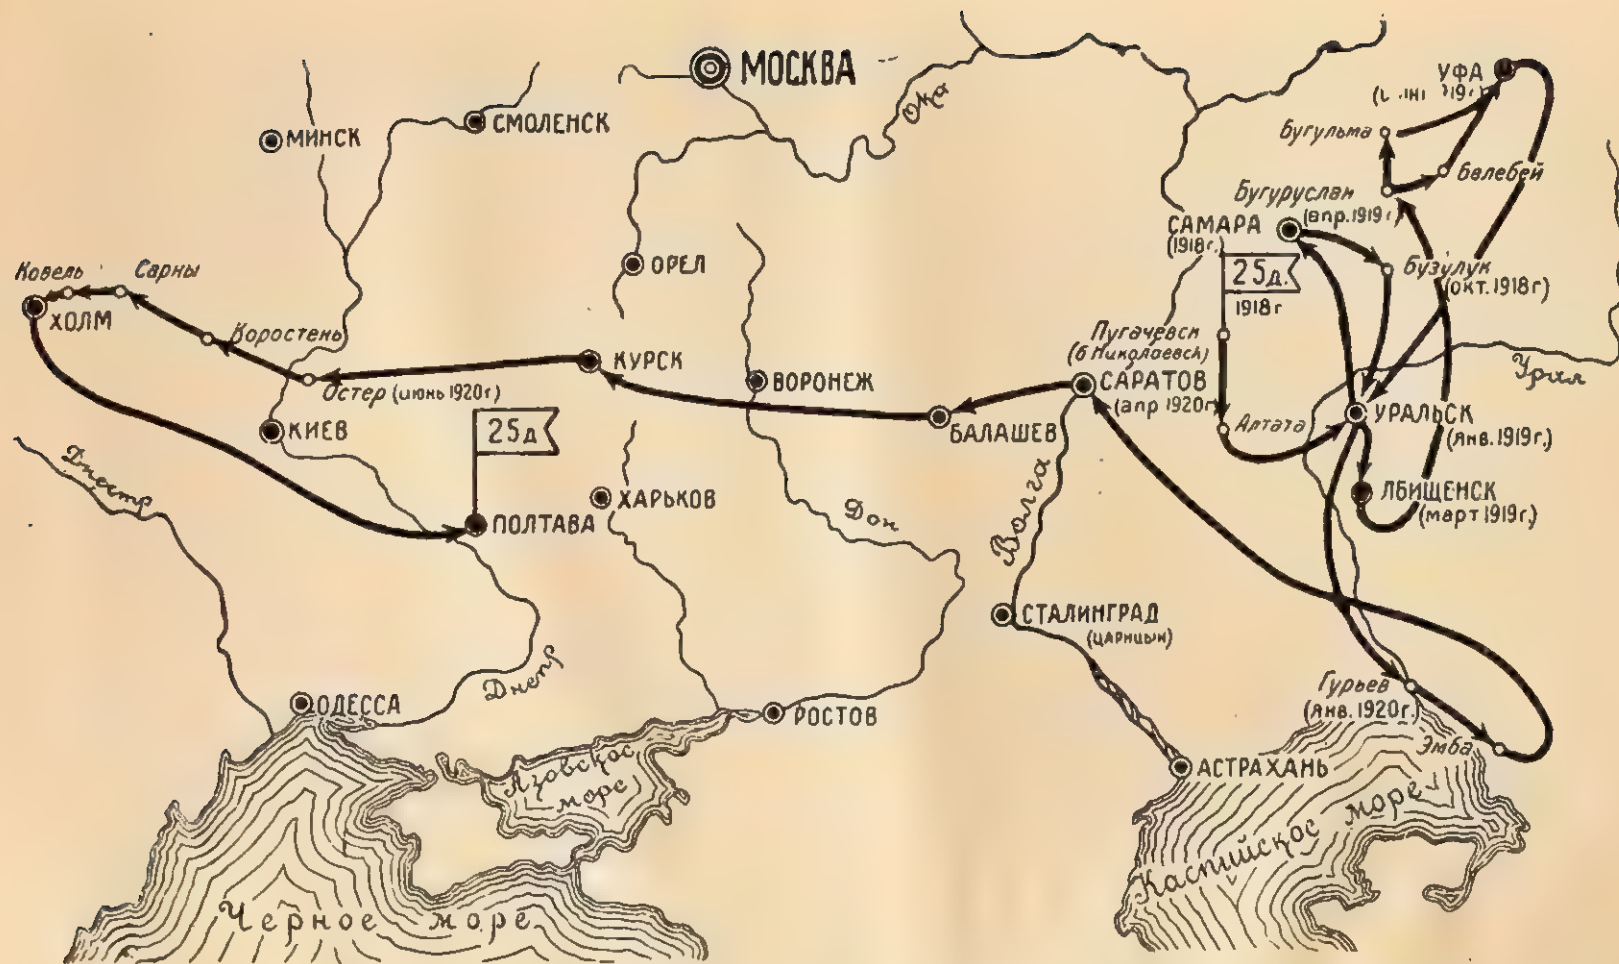 МОСКВА
Ока
УФА
МИНСК
СМОЛЕНСК
Бугульма
Белебей
Бугуруслан
(апр. 1919г)
САМАРА
(1918г.)
25д.
1918г
Бузулук
(окт. 1918г)
ОРЕЛ
Ковель
Сарны
ХОЛМ
Коростень
Пугачевск
(б Николаевск)
КУРСК
ВОРОНЕЖ
САРАТОВ
(апр 1920г
Урал
Остер (июнь 1920г)
УРАЛЬСК
(янв. 1919г.)
БАЛАШЕВ
Алтата
КИЕВ
25д
Днестр
ХАРЬКОВ
ПОЛТАВА
Дон
Волга
ЛБИЩЕНСК
(март 1919г.)
СТАЛИНГРАД
(ЦАРИЦЫН)
Днепр
ОДЕССА
РОСТОВ
Гурьев
(янв. 1920г.)
Эмба
АСТРАХАНЬ
Азовское
море
Каспийское море
Черное море